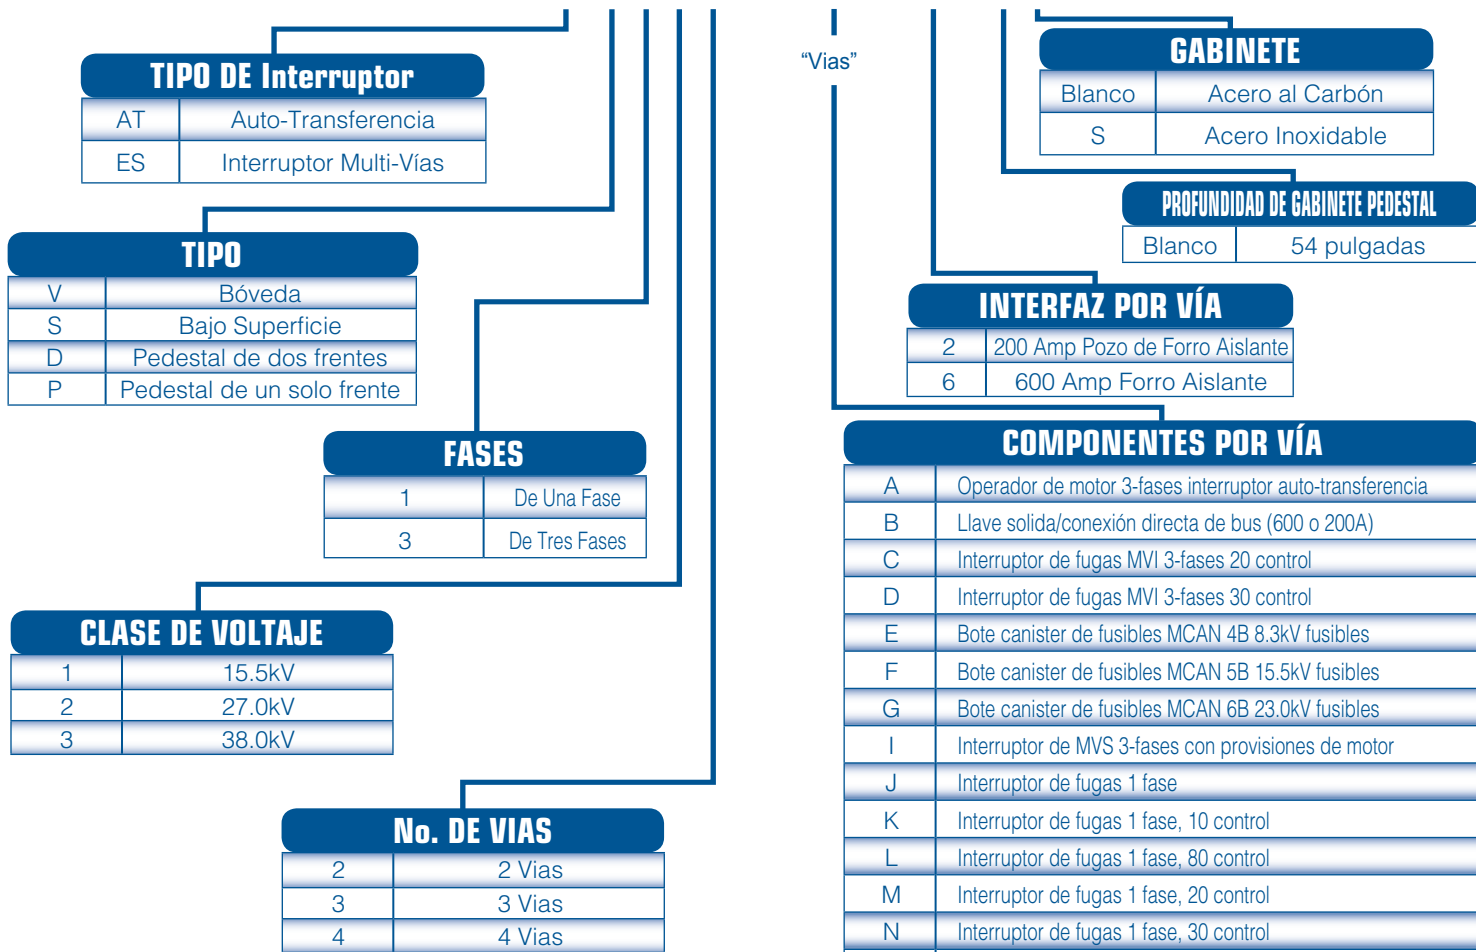 TIPO DE Interruptor
AT Auto-Transferencia
ES Interruptor Multi-Vías
TIPO
V Bóveda
S Bajo Superficie
D Pedestal de dos frentes
P Pedestal de un solo frente
FASES
1 De Una Fase
3 De Tres Fases
CLASE DE VOLTAJE
1 15.5kV
2 27.0kV
3 38.0kV
No. DE VIAS
2 2 Vias
3 3 Vias
4 4 Vias
“Vias”
GABINETE
Blanco Acero al Carbón
S Acero Inoxidable
PROFUNDIDAD DE GABINETE PEDESTAL
Blanco 54 pulgadas
INTERFAZ POR VÍA
2 200 Amp Pozo de Forro Aislante
6 600 Amp Forro Aislante
COMPONENTES POR VÍA
A Operador de motor 3-fases interruptor auto-transferencia
B Llave solida/conexión directa de bus (600 o 200A)
C Interruptor de fugas MVI 3-fases 20 control
D Interruptor de fugas MVI 3-fases 30 control
E Bote canister de fusibles MCAN 4B 8.3kV fusibles
F Bote canister de fusibles MCAN 5B 15.5kV fusibles
G Bote canister de fusibles MCAN 6B 23.0kV fusibles
I Interruptor de MVS 3-fases con provisiones de motor
J Interruptor de fugas 1 fase
K Interruptor de fugas 1 fase, 10 control
L Interruptor de fugas 1 fase, 80 control
M Interruptor de fugas 1 fase, 20 control
N Interruptor de fugas 1 fase, 30 control